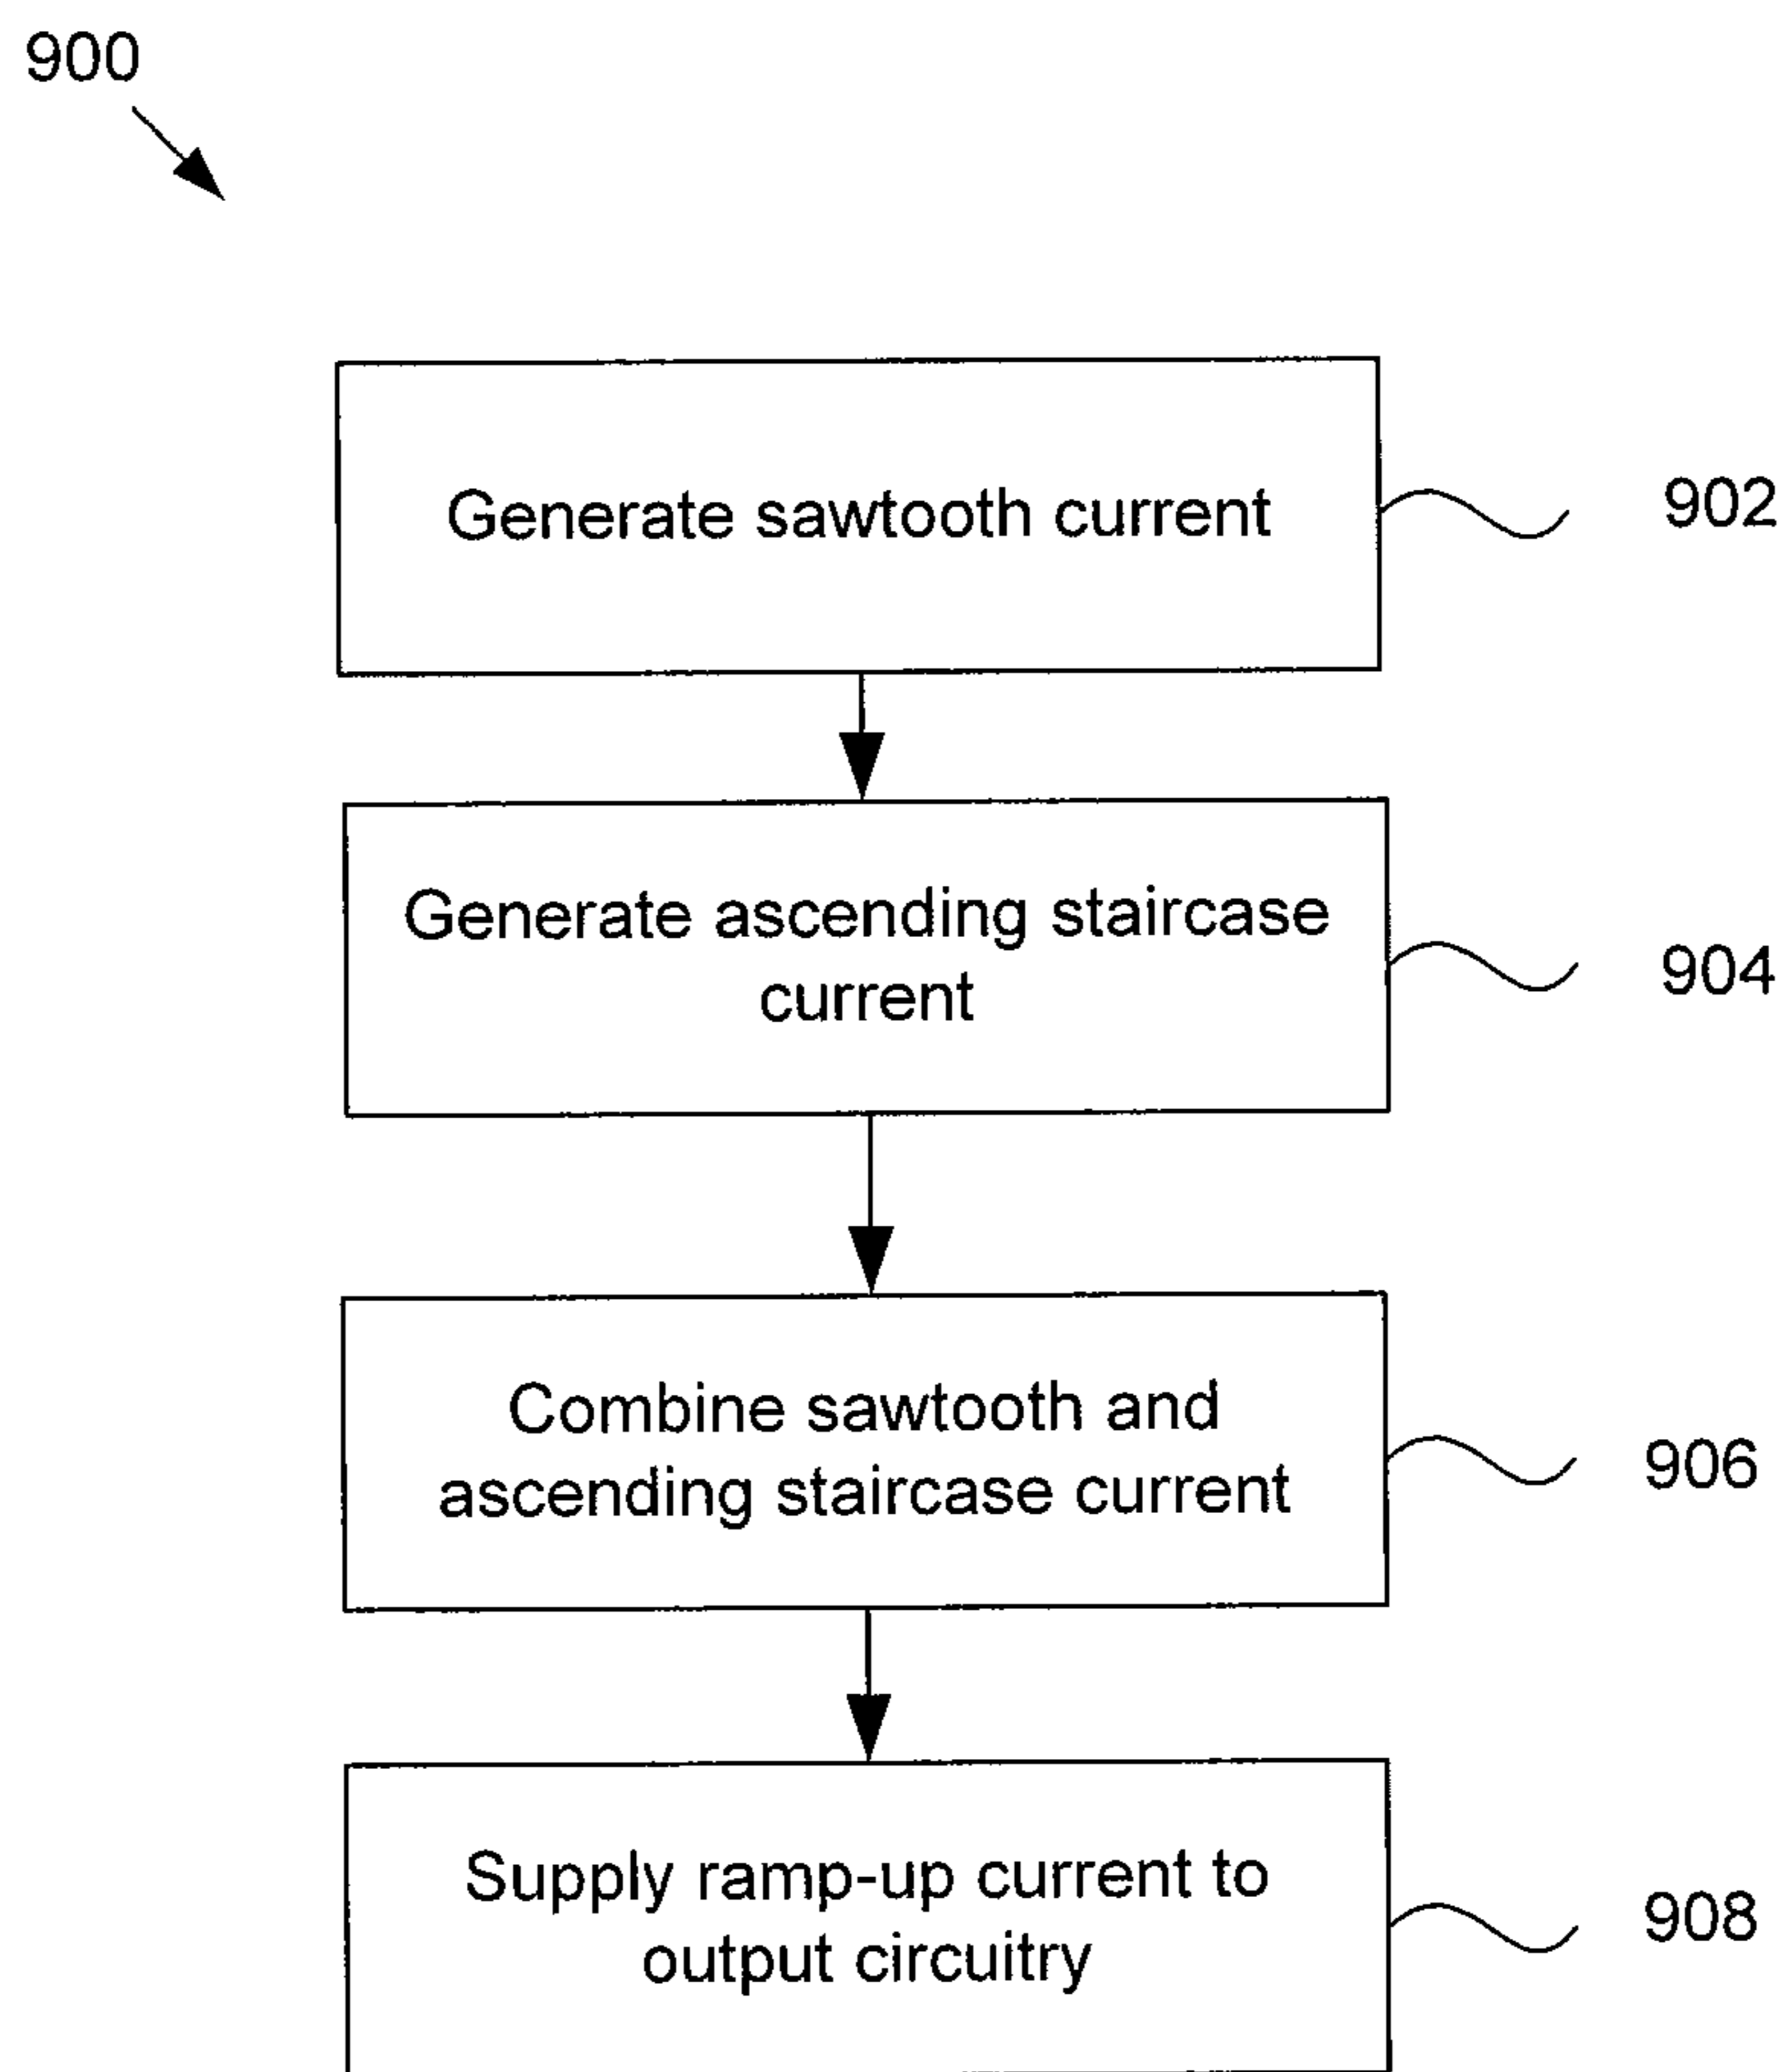 900
Generate sawtooth current
902
Generate ascending staircase
current
904
Combine sawtooth and
ascending staircase current
906
Supply ramp-up current to
output circuitry
908